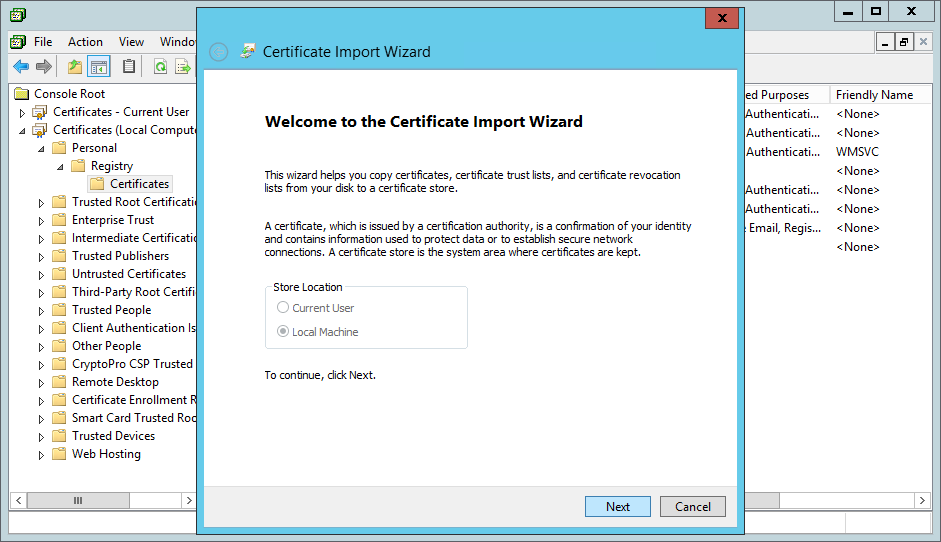 File Action View Windo
Certificate Import Wizard
Console Root
Certificates - Current User
Certificates (Local Compute
Personal
Registry
Certificates
Trusted Root Certificatio
Enterprise Trust
Intermediate Certificatio
Trusted Publishers
Untrusted Certificates
Third-Party Root Certifi
Trusted People
Client Authentication Is
Other People
CryptoPro CSP Trusted
Remote Desktop
Certificate Enrollment R
Smart Card Trusted Roo
Trusted Devices
Web Hosting
Welcome to the Certificate Import Wizard
This wizard helps you copy certificates, certificate trust lists, and certificate revocation
lists from your disk to a certificate store.
A certificate, which is issued by a certification authority, is a confirmation of your identity
and contains information used to protect data or to establish secure network
connections. A certificate store is the system area where certificates are kept.
Store Location
Current User
Local Machine
To continue, click Next.
Next Cancel
ed Purposes Friendly Name
Authenticati... <None>
Authenticati... <None>
Authenticati... WMSVC
<None>
Authenticati... <None>
Authenticati... <None>
e Email, Regis... <None>
<None>